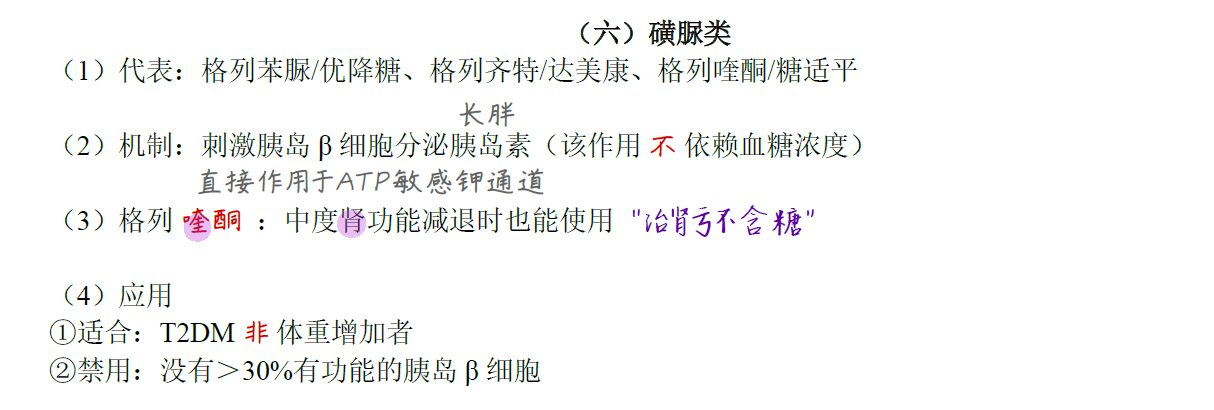 （六）磺脲类
（1）代表：格列苯脲/优降糖、格列齐特/达美康、格列喹酮/糖适平
长胖
（2）机制：刺激胰岛 β 细胞分泌胰岛素（该作用 不 依赖血糖浓度）
直接作用于ATP敏感钾通道
（3）格列 喹酮 ：中度肾功能减退时也能使用 "治肾亏不含糖"
（4）应用
①适合：T2DM 非 体重增加者
②禁用：没有＞30%有功能的胰岛 β 细胞